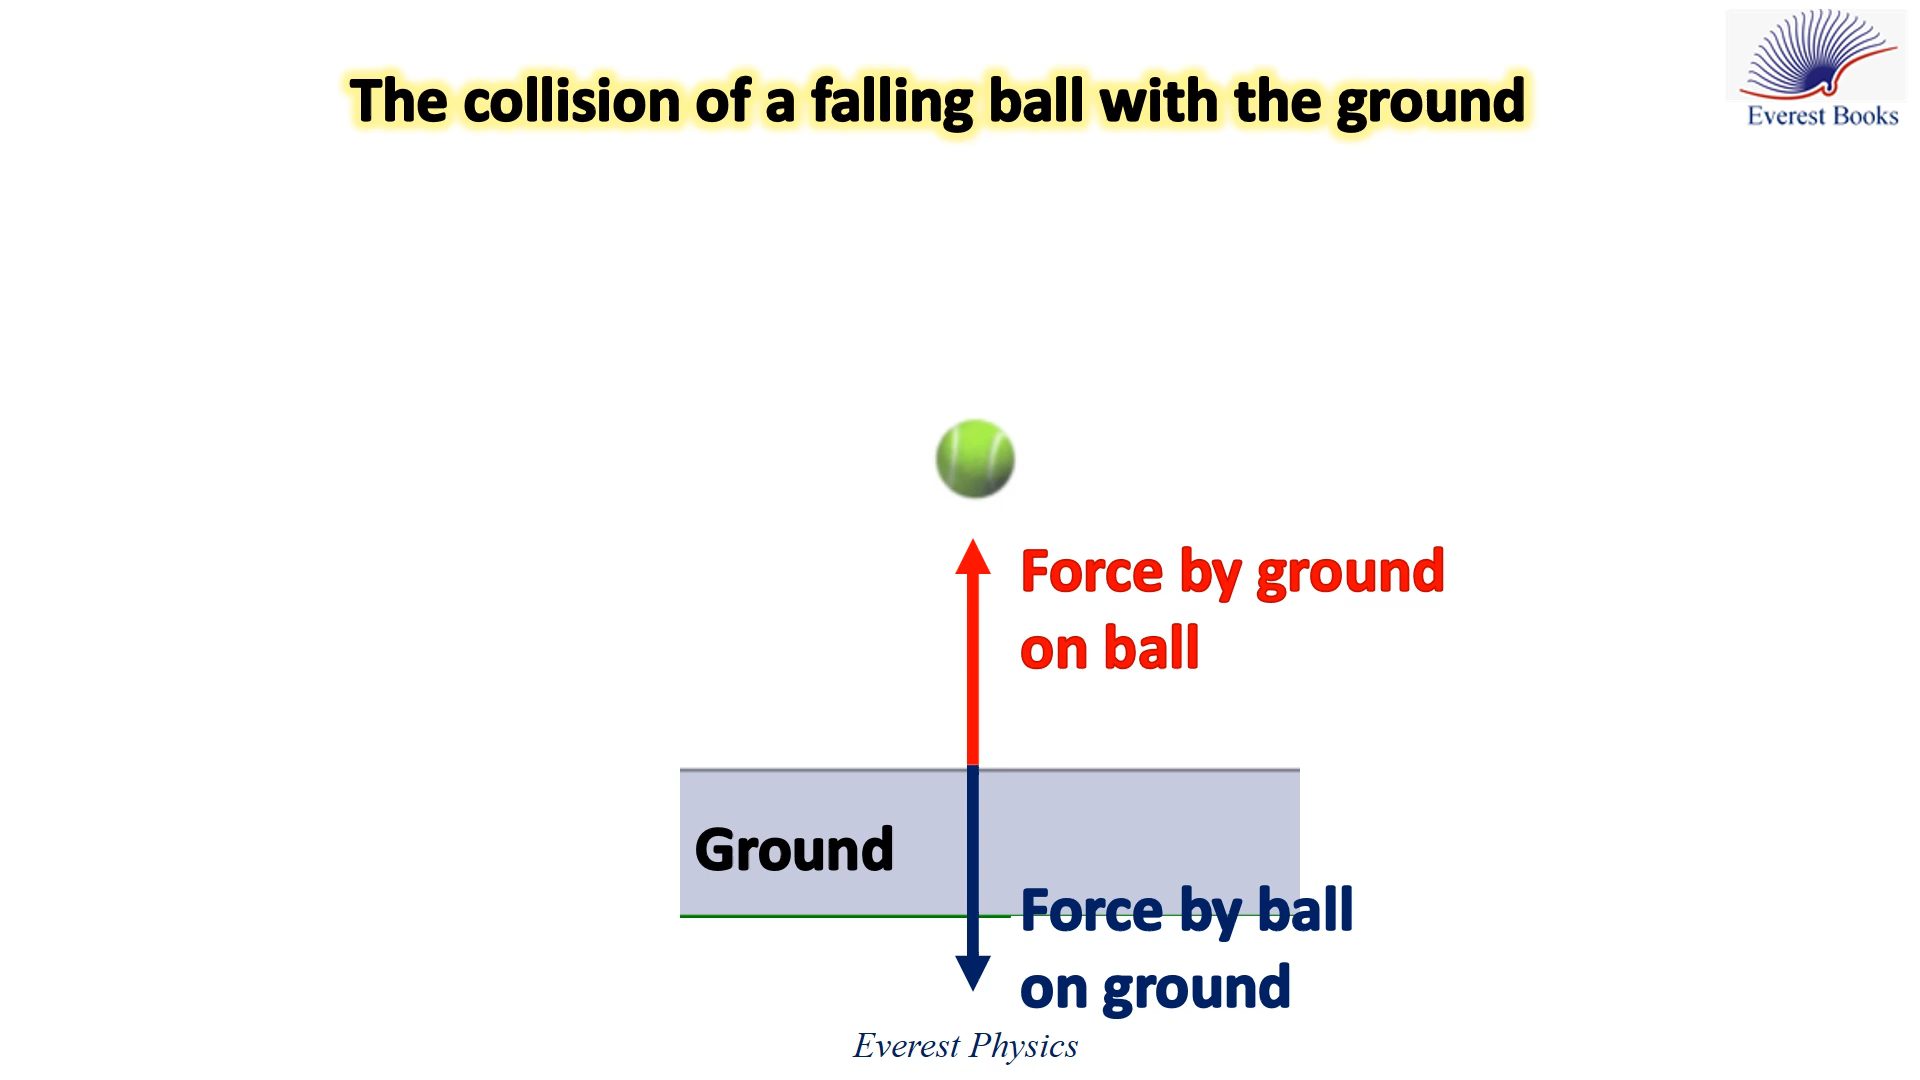 The collision of a falling ball with the ground
Everest Books
Force by ground
on ball
Ground
Force by ball
on ground
Everest Physics